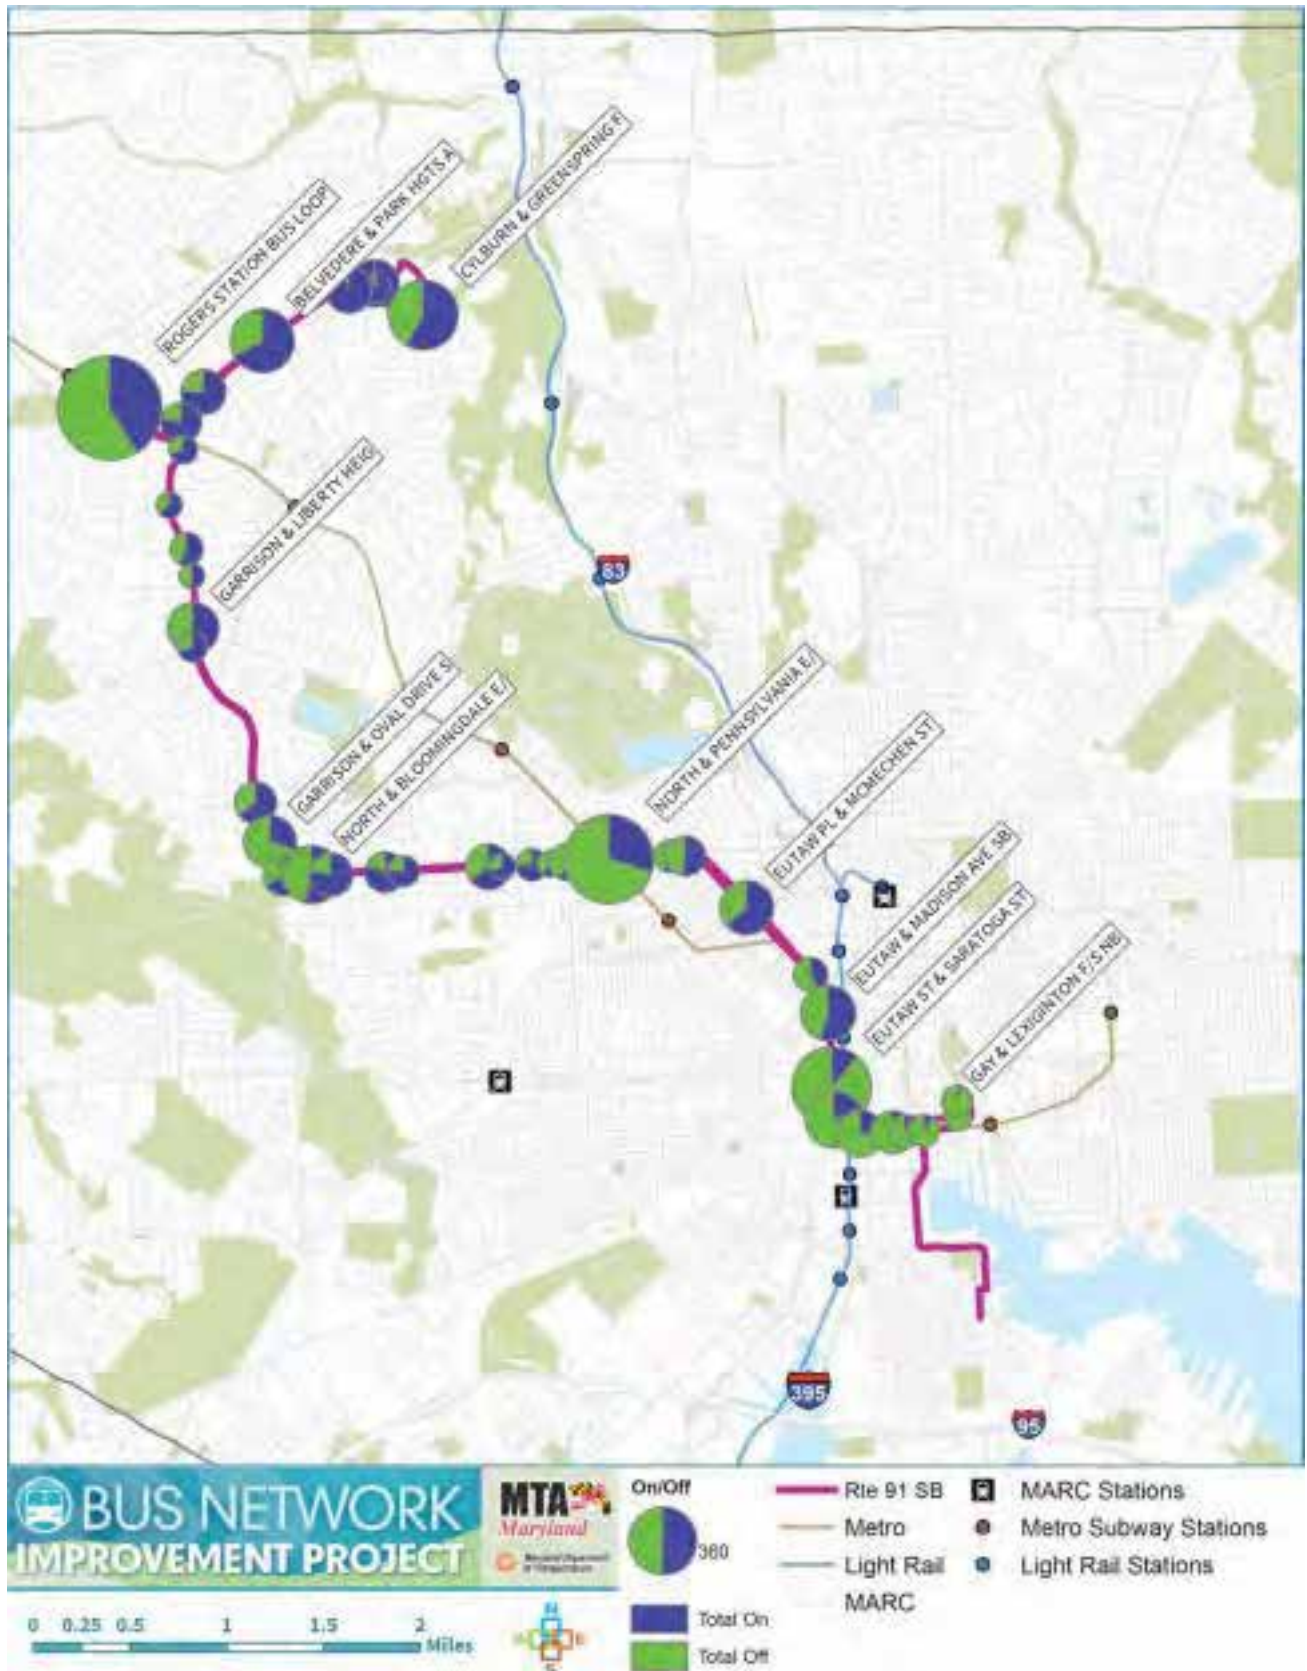 CYLBURN & GREENSPRING F
BELVEDERE & PARK HGTS A
ROGERS STATION BUS LOOP
GARRISON & LIBERTY HEIG
83
GARRISON & OVAL DRIVE S
NORTH & BLOOMINGDALE E/
NORTH & PENNSYLVANIA E/
EUTAW PL & MCMECHEN ST
EUTAW & MADISON AVE SB
EUTAW ST & SARATOGA ST
GAY & LEXIGINTON F/S NB
395
95
BUS NETWORK
IMPROVEMENT PROJECT
MTA
Maryland
On/Off
360
Total On
Total Off
Rte 91 SB
Metro
Light Rail
MARC
MARC Stations
Metro Subway Stations
Light Rail Stations
0 0.25 0.5 1 1.5 2
Miles
N
E
S